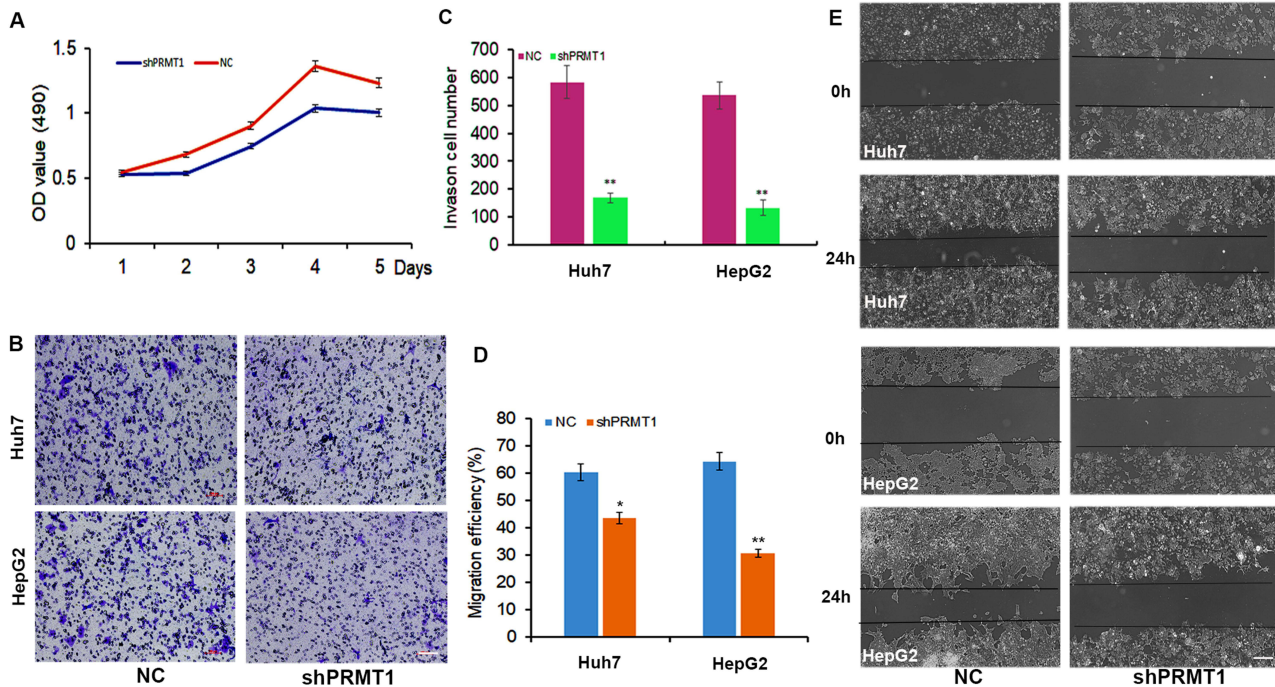 A
shPRMT1 NC
OD value (490)
1.5
1
0.5
0
1 2 3 4 5 Days
B
Huh7
HepG2
NC shPRMT1
C
NC shPRMT1
Invason cell number
700
600
500
400
300
200
100
0
**
**
Huh7 HepG2
D
NC shPRMT1
Migration efficiency (%)
80
70
60
50
40
30
20
10
0
*
**
Huh7 HepG2
E
0h
Huh7
24h
Huh7
0h
HepG2
24h
HepG2
NC shPRMT1